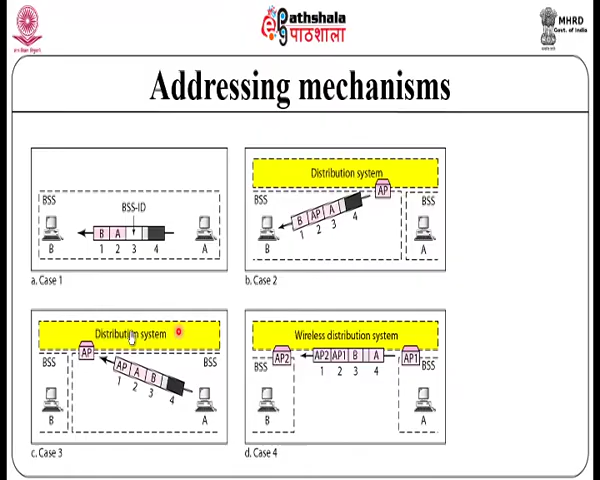 ePathshala
पाठशाला
MHRD
Govt. of India
Addressing mechanisms
BSS
BSS-ID
B A
1 2 3 4
B
A
a. Case 1
Distribution system
AP
BSS
BSS
B AP A
1 2 3 4
B
A
b. Case 2
Distribution system
AP
BSS
BSS
AP A B
1 2 3 4
B
A
c. Case 3
Wireless distribution system
AP2
AP2 AP1 B A
AP1
BSS
BSS
1 2 3 4
B
A
d. Case 4